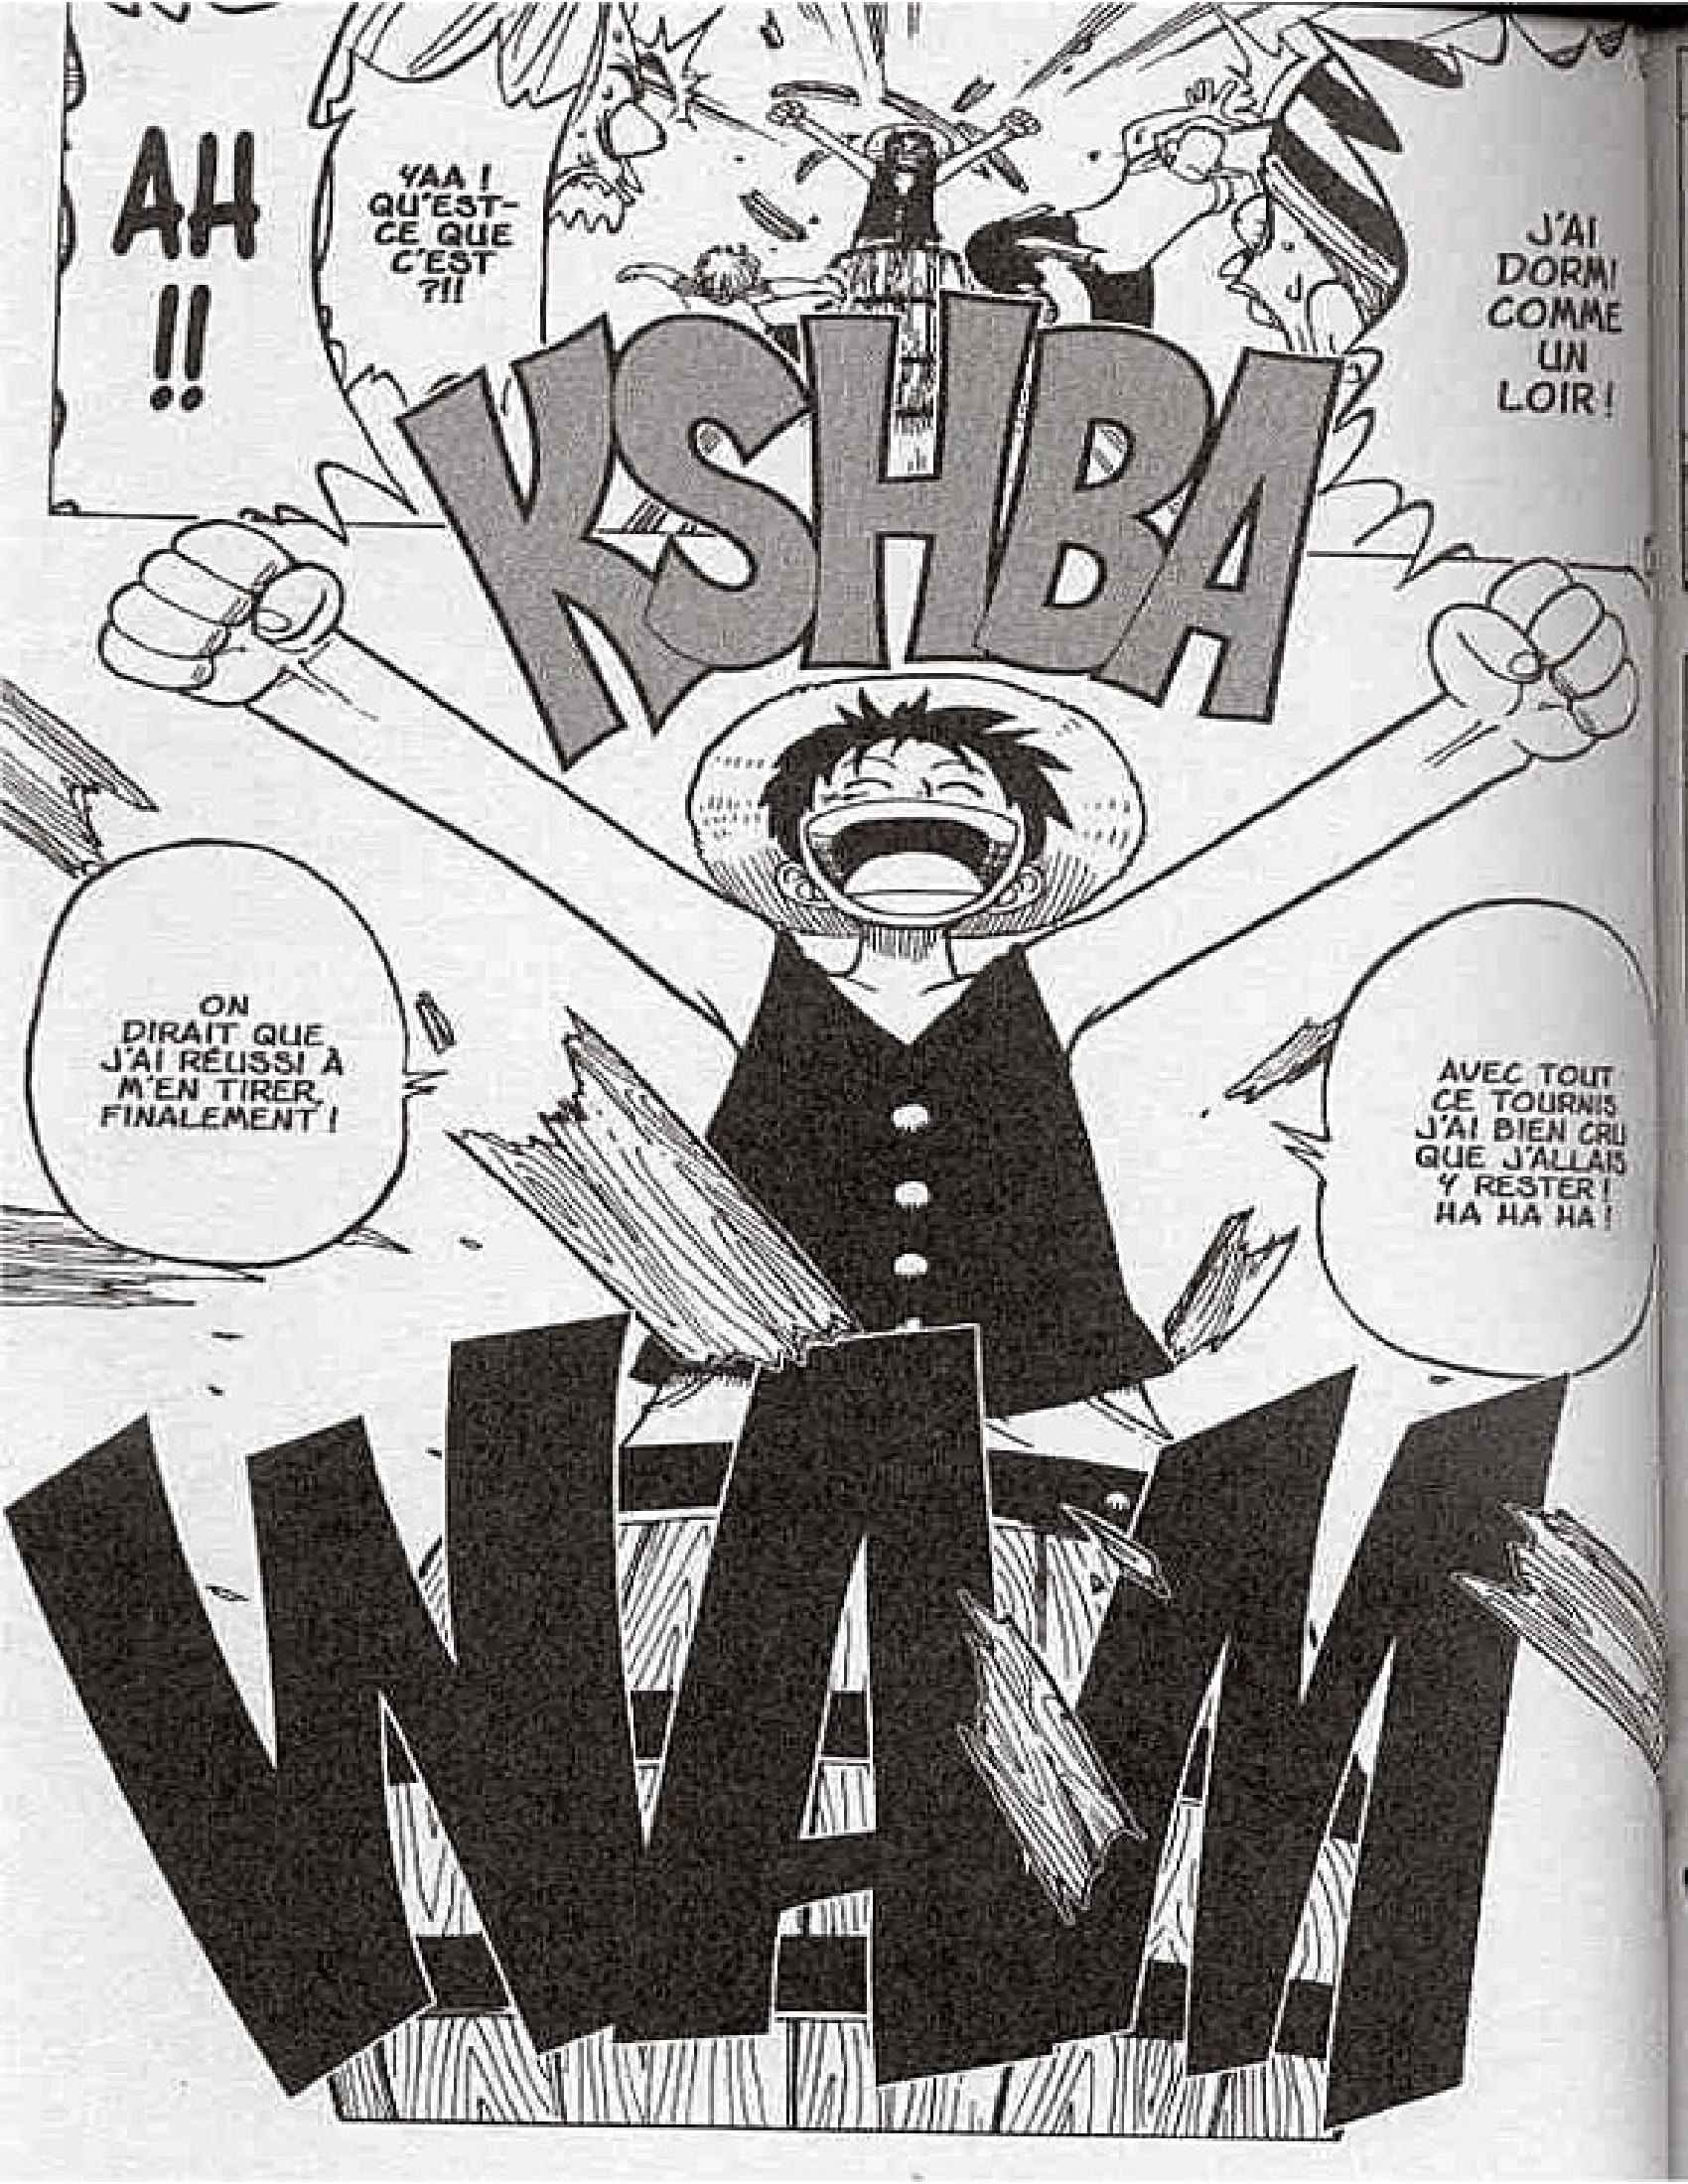 J'AI
DORMI
COMME
UN
LOIR !
YAA !
QU'EST-
CE QUE
C'EST
?!!
AH
!!
KSHBA
AVEC TOUT
CE TOURNIS
J'AI BIEN CRU
QUE J'ALLAIS
Y RESTER !
HA HA HA !
ON
DIRAIT QUE
J'AI RÉUSSI À
M'EN TIRER,
FINALEMENT !
WAM